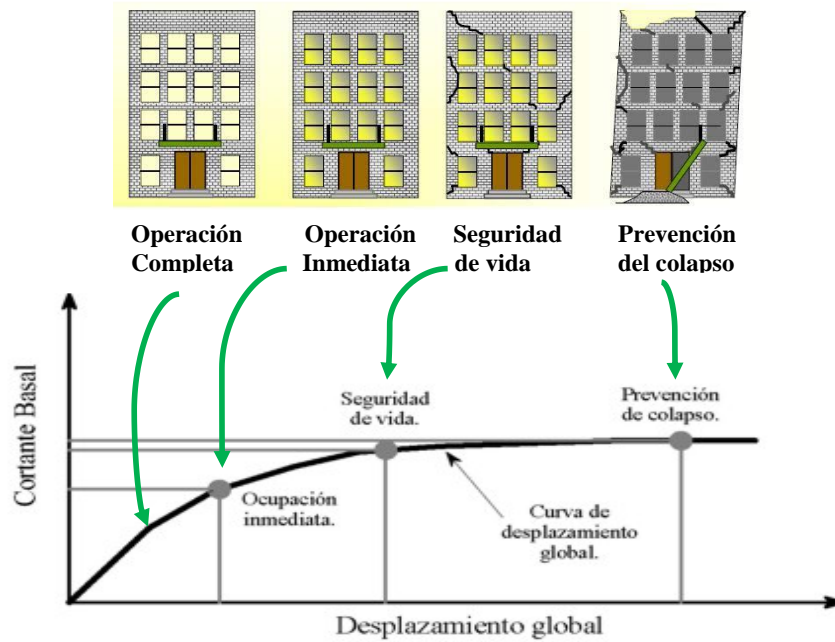 Operación
Completa
Operación
Inmediata
Seguridad
de vida
Prevención
del colapso
Cortante Basal
Seguridad
de vida.
Prevención
de colapso.
Ocupación
inmediata.
Curva de
desplazamiento
global.
Desplazamiento global